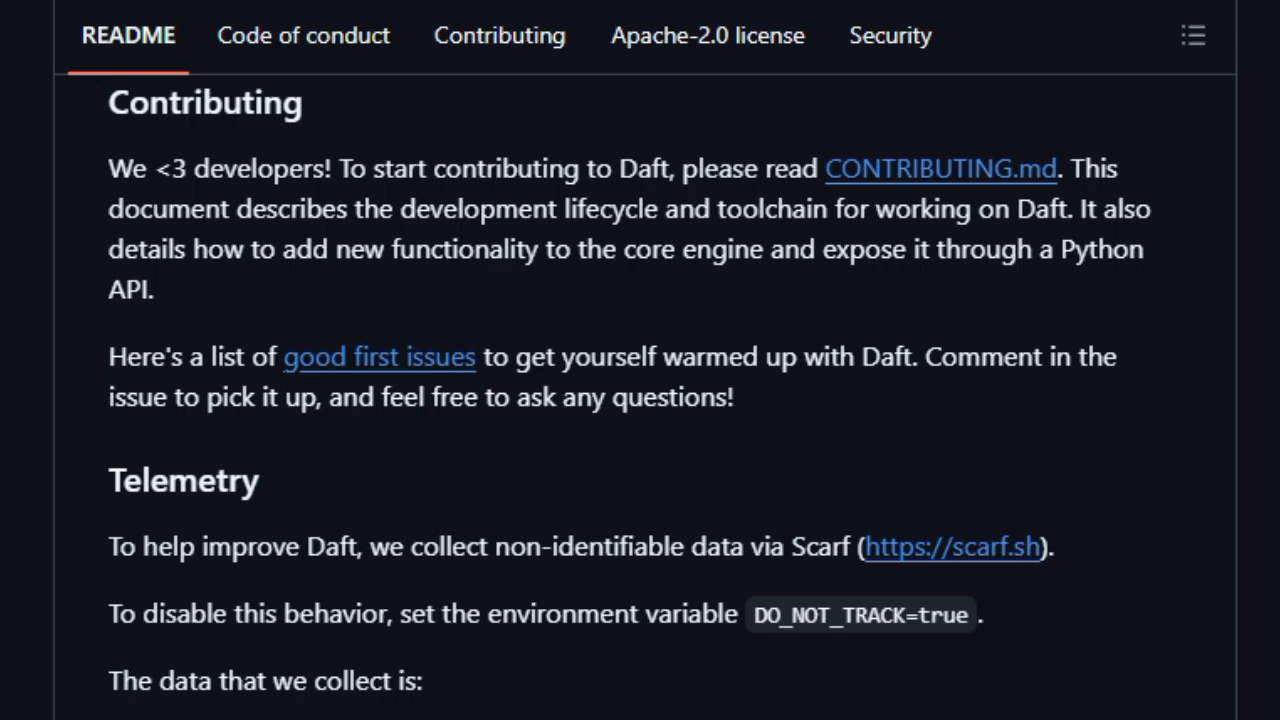 README Code of conduct Contributing Apache-2.0 license Security
Contributing
We <3 developers! To start contributing to Daft, please read CONTRIBUTING.md. This
document describes the development lifecycle and toolchain for working on Daft. It also
details how to add new functionality to the core engine and expose it through a Python
API.
Here's a list of good first issues to get yourself warmed up with Daft. Comment in the
issue to pick it up, and feel free to ask any questions!
Telemetry
To help improve Daft, we collect non-identifiable data via Scarf (https://scarf.sh).
To disable this behavior, set the environment variable DO_NOT_TRACK=true.
The data that we collect is: